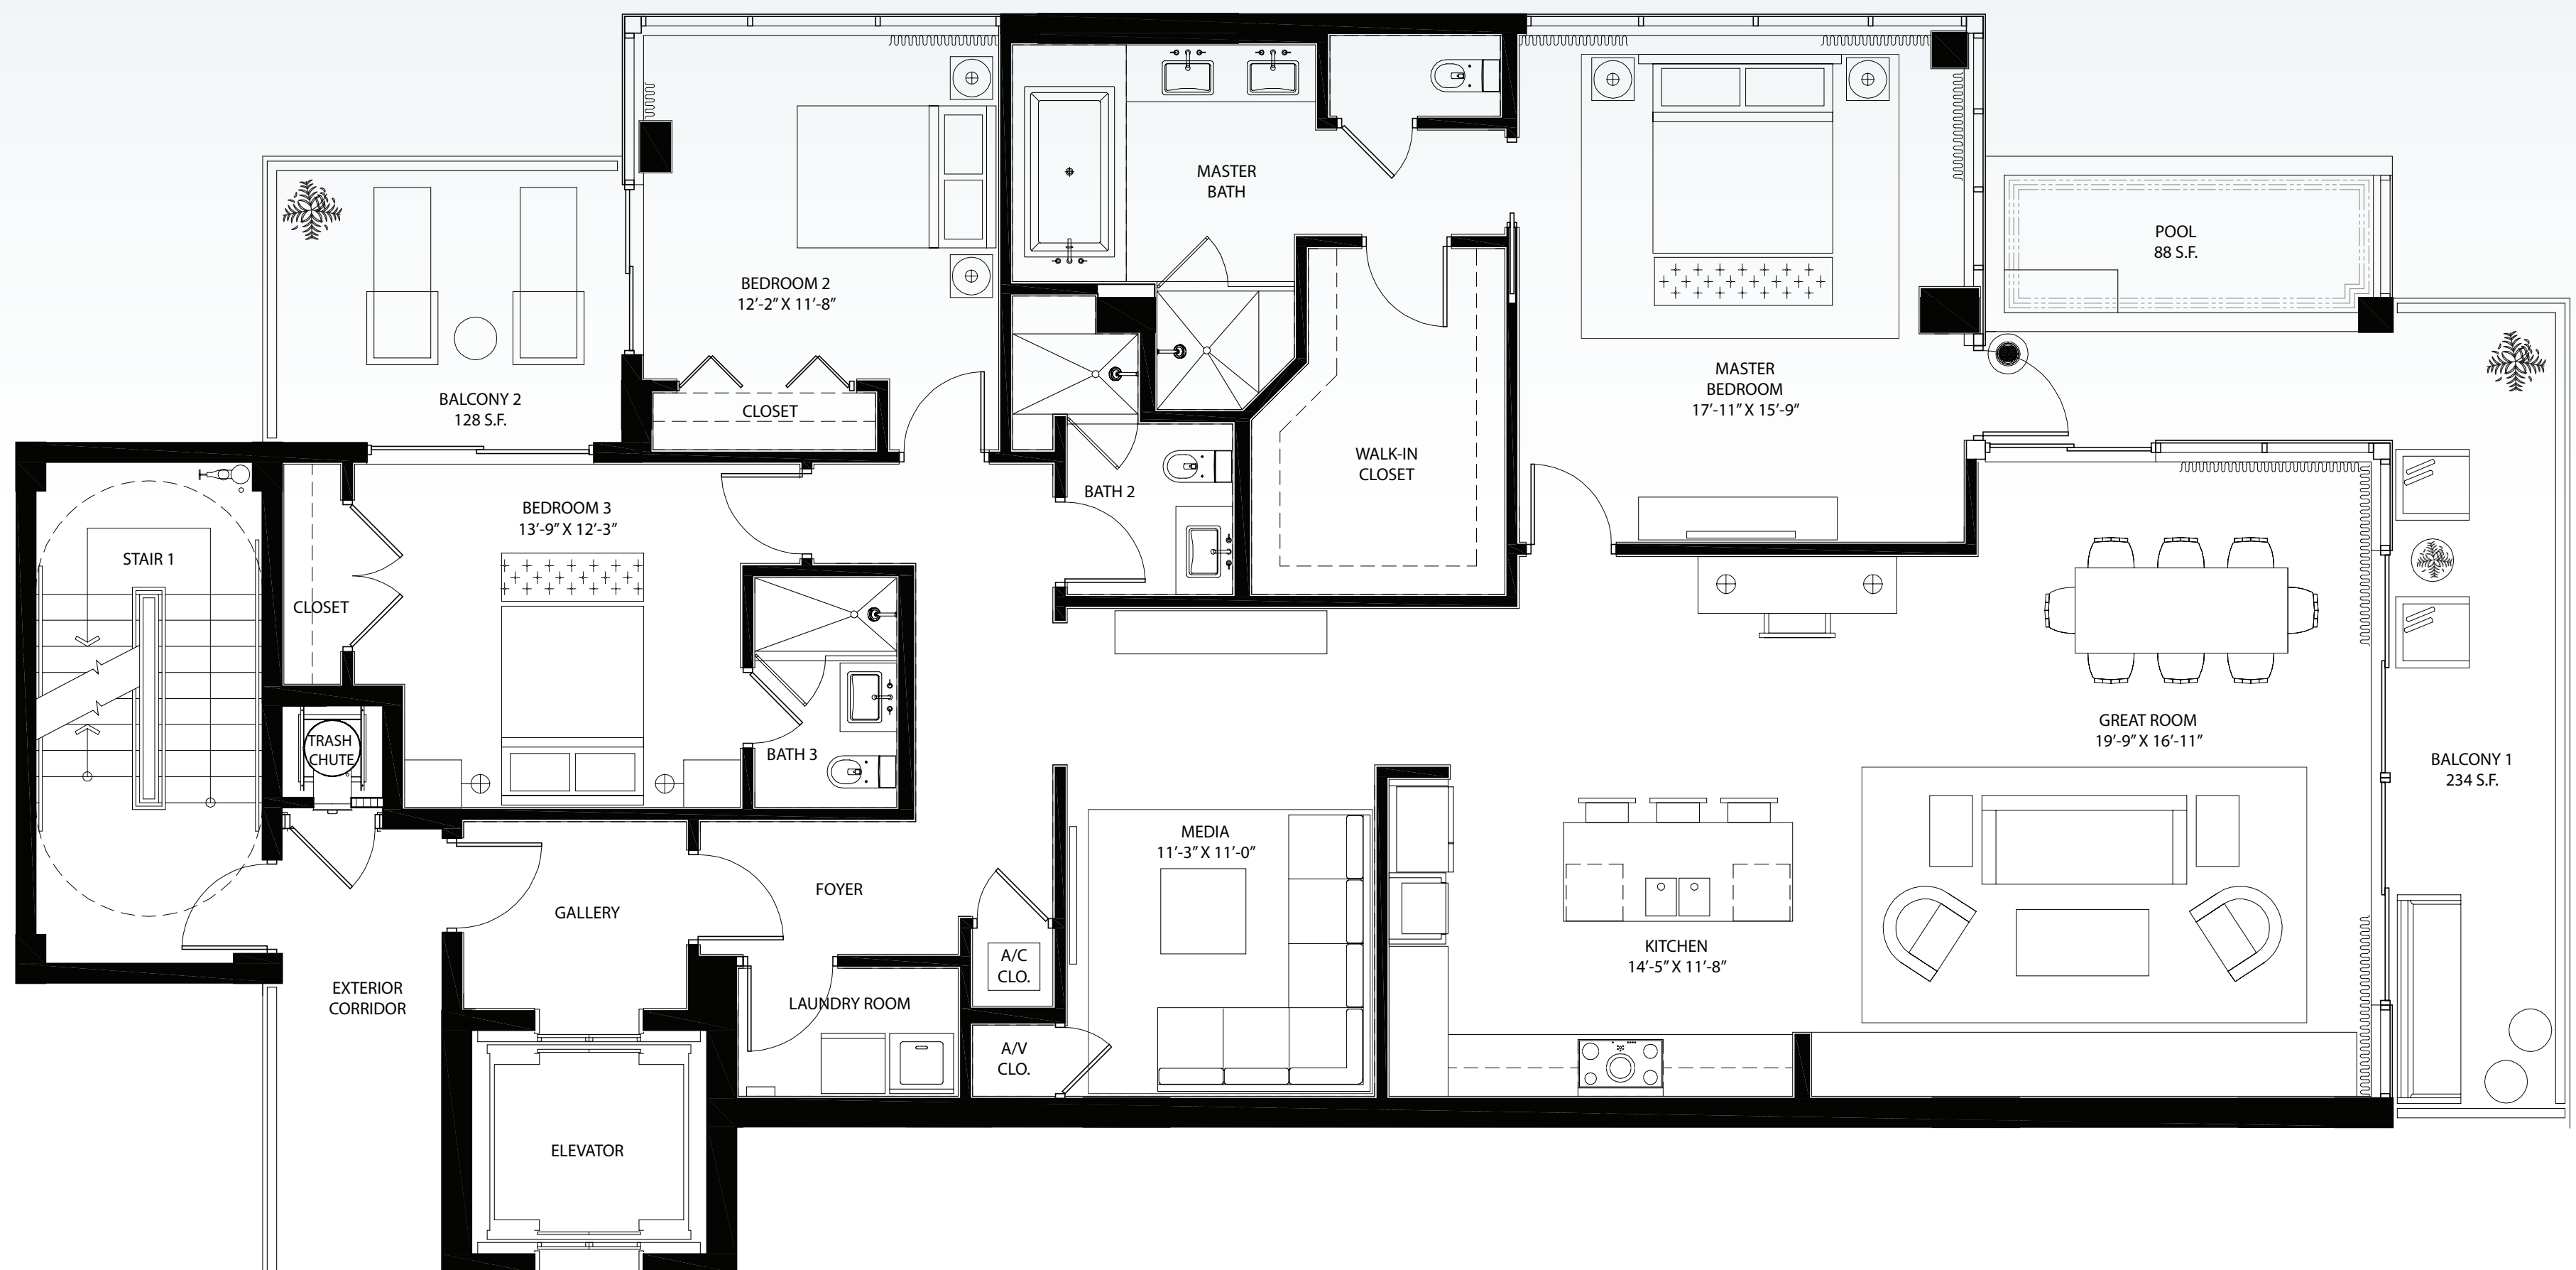 MASTER
BATH
POOL
88 S.F.
BEDROOM 2
12’-2” X 11’-8”
MASTER
BEDROOM
17’-11” X 15’-9”
BALCONY 2
128 S.F.
CLOSET
WALK-IN
CLOSET
BATH 2
BEDROOM 3
13’-9” X 12’-3”
STAIR 1
CLOSET
GREAT ROOM
19’-9” X 16’-11”
TRASH
CHUTE
BATH 3
BALCONY 1
234 S.F.
MEDIA
11’-3” X 11’-0”
FOYER
GALLERY
KITCHEN
14’-5” X 11’-8”
A/C
CLO.
EXTERIOR
CORRIDOR
LAUNDRY ROOM
A/V
CLO.
ELEVATOR